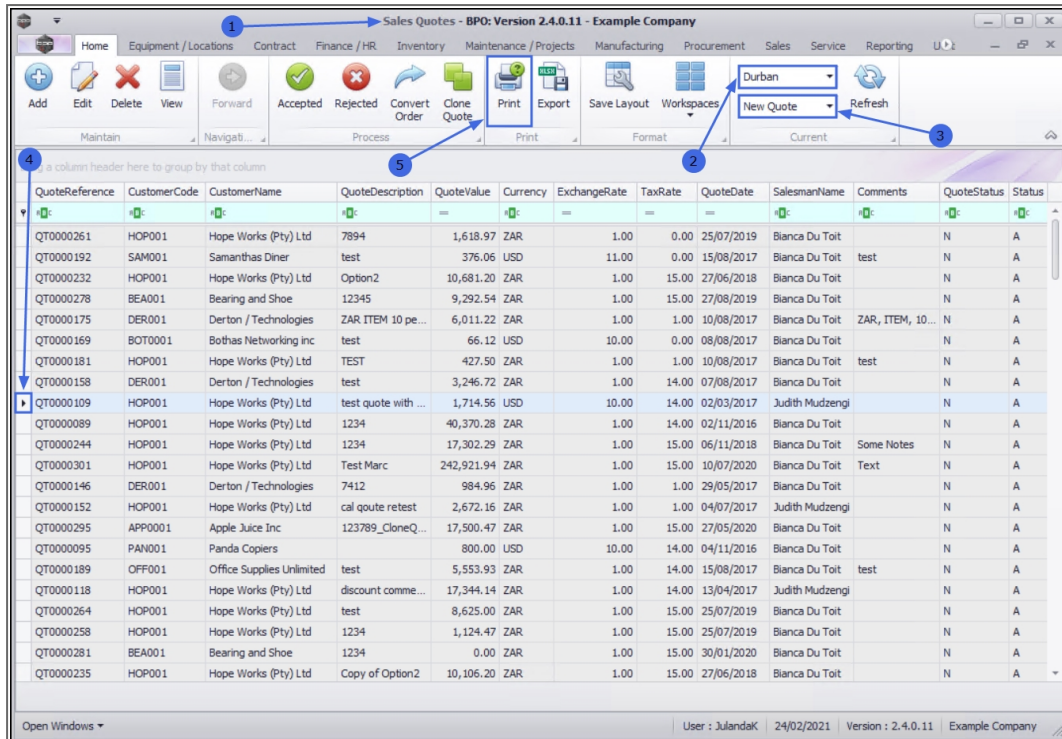 1
Sales Quotes - BPO: Version 2.4.0.11 - Example Company
Home Equipment / Locations Contract Finance / HR Inventory Maintenance / Projects Manufacturing Procurement Sales Service Reporting
Add Edit Delete View Forward Accepted Rejected Convert Order Clone Quote Print Export Save Layout Workspaces Durban New Quote Refresh
Maintain Navigati... Process Print Format Current
4 5 2 3
a column header here to group by that column
QuoteReference CustomerCode CustomerName QuoteDescription QuoteValue Currency ExchangeRate TaxRate QuoteDate SalesmanName Comments QuoteStatus Status
QT0000261 HOP001 Hope Works (Pty) Ltd 7894 1,618.97 ZAR 1.00 0.00 25/07/2019 Bianca Du Toit N A
QT0000192 SAM001 Samanthas Diner test 376.06 USD 11.00 0.00 15/08/2017 Bianca Du Toit test N A
QT0000232 HOP001 Hope Works (Pty) Ltd Option2 10,681.20 ZAR 1.00 15.00 27/06/2018 Bianca Du Toit N A
QT0000278 BEA001 Bearing and Shoe 12345 9,292.54 ZAR 1.00 15.00 27/08/2019 Bianca Du Toit N A
QT0000175 DER001 Derton / Technologies ZAR ITEM 10 pe... 6,011.22 ZAR 1.00 1.00 10/08/2017 Bianca Du Toit ZAR, ITEM, 10... N A
QT0000169 BOT0001 Bothas Networking inc test 66.12 USD 10.00 0.00 08/08/2017 Bianca Du Toit N A
QT0000181 HOP001 Hope Works (Pty) Ltd TEST 427.50 ZAR 1.00 1.00 10/08/2017 Bianca Du Toit test N A
QT0000158 DER001 Derton / Technologies test 3,246.72 ZAR 1.00 14.00 07/08/2017 Bianca Du Toit N A
QT0000109 HOP001 Hope Works (Pty) Ltd test quote with ... 1,714.56 USD 10.00 14.00 02/03/2017 Judith Mudzengi N A
QT0000089 HOP001 Hope Works (Pty) Ltd 1234 40,370.28 ZAR 1.00 14.00 02/11/2016 Bianca Du Toit N A
QT0000244 HOP001 Hope Works (Pty) Ltd 1234 17,302.29 ZAR 1.00 15.00 06/11/2018 Bianca Du Toit Some Notes N A
QT0000301 HOP001 Hope Works (Pty) Ltd Test Marc 242,921.94 ZAR 1.00 15.00 10/07/2020 Bianca Du Toit Text N A
QT0000146 DER001 Derton / Technologies 7412 984.96 ZAR 1.00 1.00 29/05/2017 Bianca Du Toit N A
QT0000152 HOP001 Hope Works (Pty) Ltd cal qoute retest 2,672.16 ZAR 1.00 1.00 04/07/2017 Judith Mudzengi N A
QT0000295 APP0001 Apple Juice Inc 123789_CloneQ... 17,500.47 ZAR 1.00 15.00 27/05/2020 Bianca Du Toit N A
QT0000095 PAN001 Panda Copiers 800.00 USD 10.00 14.00 04/11/2016 Bianca Du Toit N A
QT0000189 OFF001 Office Supplies Unlimited test 5,553.93 ZAR 1.00 14.00 15/08/2017 Bianca Du Toit test N A
QT0000118 HOP001 Hope Works (Pty) Ltd discount comme... 17,344.14 ZAR 1.00 14.00 13/04/2017 Judith Mudzengi N A
QT0000264 HOP001 Hope Works (Pty) Ltd test 8,625.00 ZAR 1.00 15.00 25/07/2019 Bianca Du Toit N A
QT0000258 HOP001 Hope Works (Pty) Ltd 1234 1,124.47 ZAR 1.00 15.00 25/07/2019 Bianca Du Toit N A
QT0000281 BEA001 Bearing and Shoe 1234 0.00 ZAR 1.00 15.00 30/01/2020 Bianca Du Toit N A
QT0000235 HOP001 Hope Works (Pty) Ltd Copy of Option2 10,106.20 ZAR 1.00 15.00 27/06/2018 Bianca Du Toit N A
Open Windows User : JulandaK 24/02/2021 Version : 2.4.0.11 Example Company